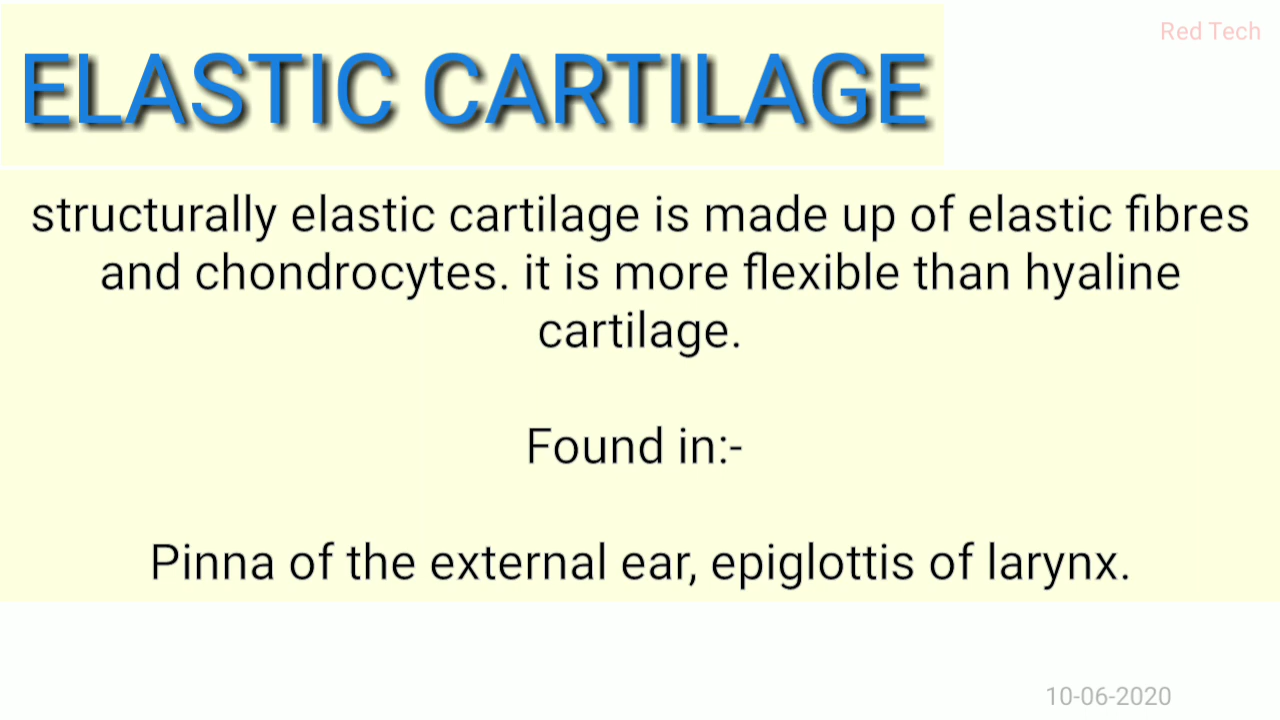 Red Tech
ELASTIC CARTILAGE
structurally elastic cartilage is made up of elastic fibres
and chondrocytes. it is more flexible than hyaline
cartilage.
Found in:-
Pinna of the external ear, epiglottis of larynx.
10-06-2020